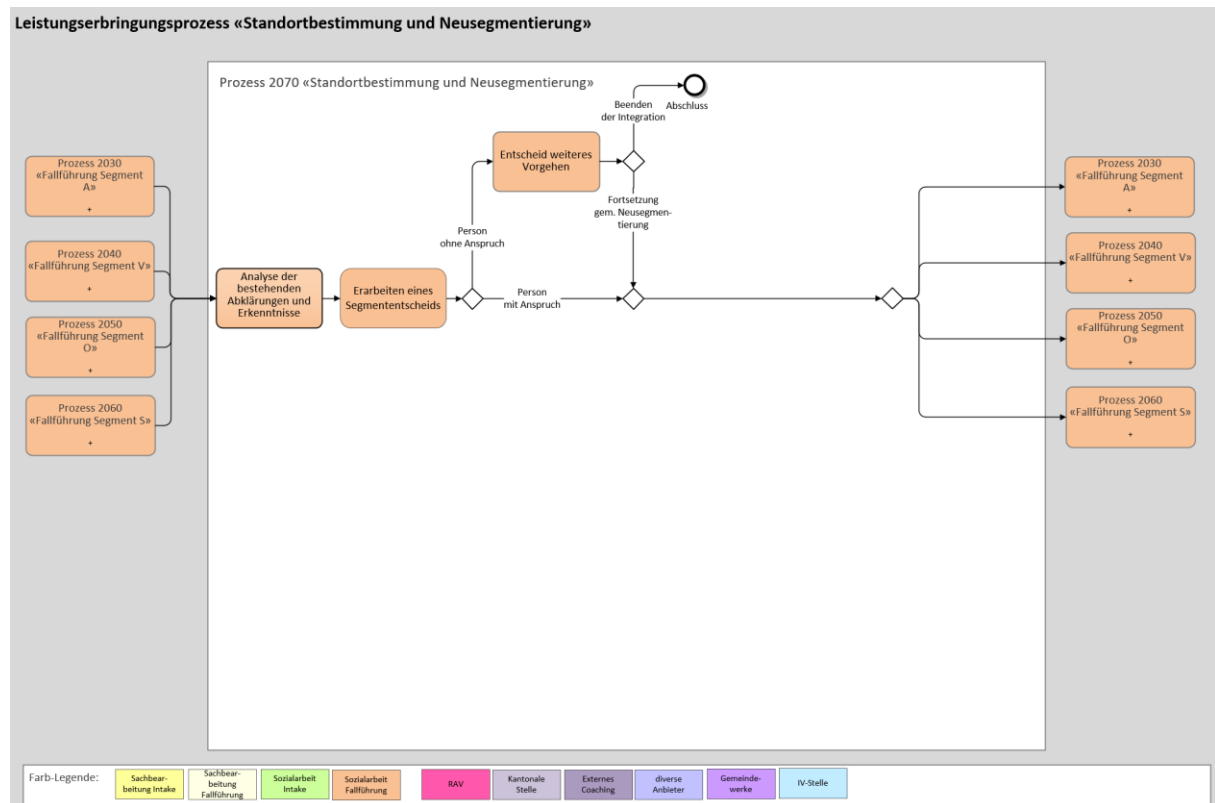 Leistungserbringungsprozess «Standortbestimmung und Neusegmentierung»
Prozess 2070 «Standortbestimmung und Neusegmentierung»
Beenden
der Integration
Abschluss
Entscheid weiteres
Vorgehen
Fortsetzung
gem. Neusegmen-
tierung
Person
ohne Anspruch
Prozess 2030
«Fallführung Segment
A»
+
Prozess 2040
«Fallführung Segment V»
+
Prozess 2050
«Fallführung Segment
O»
+
Prozess 2060
«Fallführung Segment S»
+
Analyse der
bestehenden
Abklärungen und
Erkenntnisse
Erarbeiten eines
Segmententscheids
Person
mit Anspruch
Prozess 2030
«Fallführung Segment
A»
+
Prozess 2040
«Fallführung Segment V»
+
Prozess 2050
«Fallführung Segment
O»
+
Prozess 2060
«Fallführung Segment S»
+
Farb-Legende:
Sachbear-
beitung Intake
Sachbear-
beitung
Fallführung
Sozialarbeit
Intake
Sozialarbeit
Fallführung
RAV
Kantonale
Stelle
Externes
Coaching
diverse
Anbieter
Gemeinde-
werke
IV-Stelle